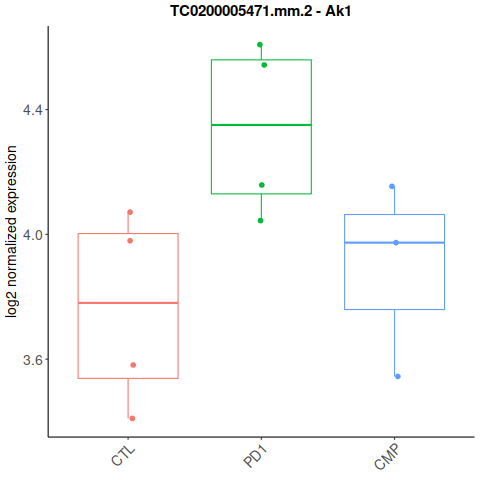 TC0200005471.mm.2 - Ak1
log2 normalized expression
4.4
4.0
3.6
CTL
PD1
CMP